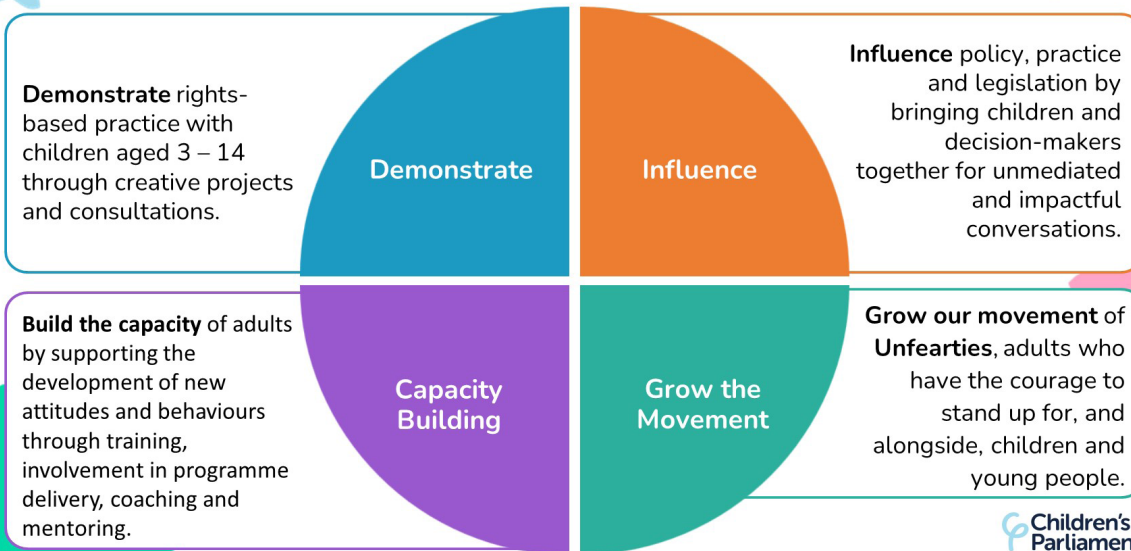 Demonstrate rights-
based practice with
children aged 3 – 14
through creative projects
and consultations.
Demonstrate
Influence
Influence policy, practice
and legislation by
bringing children and
decision-makers
together for unmediated
and impactful
conversations.
Build the capacity of adults
by supporting the
development of new
attitudes and behaviours
through training,
involvement in programme
delivery, coaching and
mentoring.
Capacity
Building
Grow the
Movement
Grow our movement of
Unfearties, adults who
have the courage to
stand up for, and
alongside, children and
young people.
Children's
Parliamen